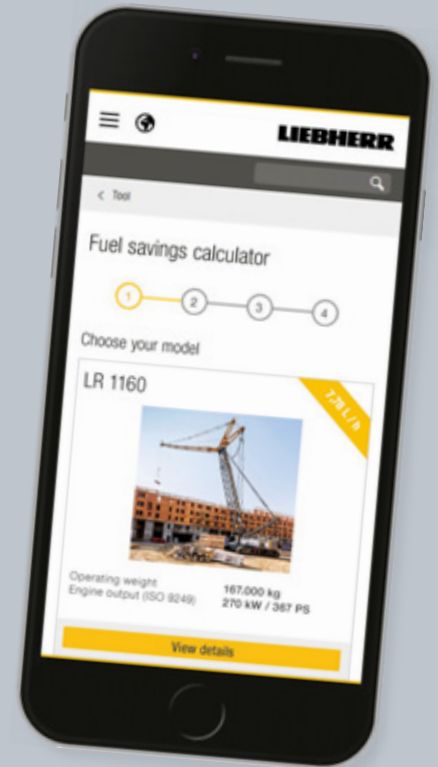 LIEBHERR
< Tool
Fuel savings calculator
1 2 3 4
Choose your model
LR 1160
7,78 L / h
Operating weight 167.000 kg
Engine output (ISO 9249) 270 kW / 367 PS
View details